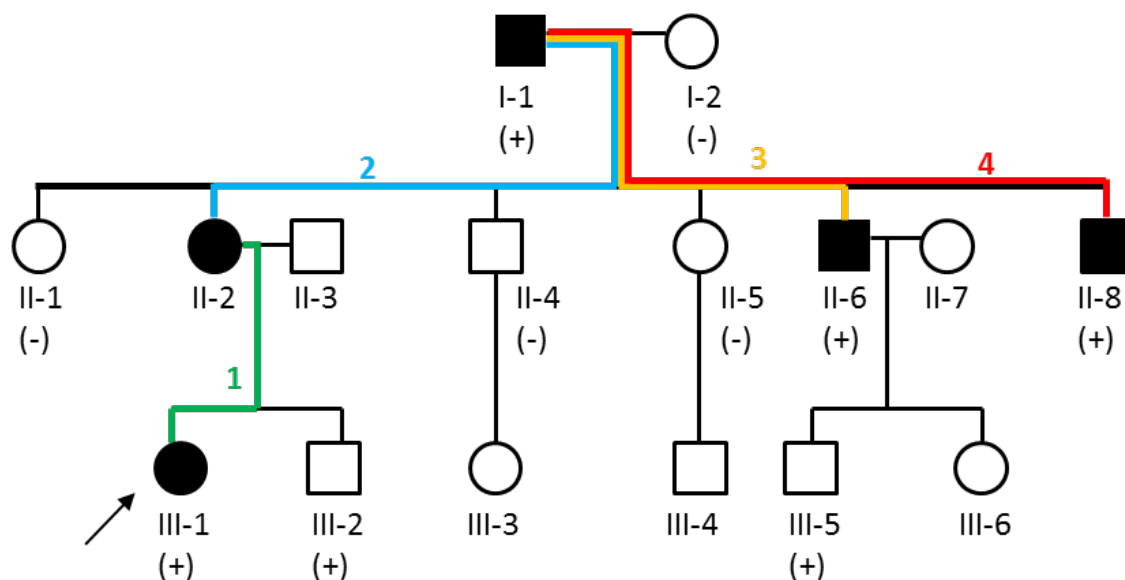 I-1 I-2
(+) (-)
2 3 4
II-1 II-2 II-3 II-4 II-5 II-6 II-7 II-8
(-) (-) (-) (+) (+)
1
III-1 III-2 III-3 III-4 III-5 III-6
(+) (+) (+)